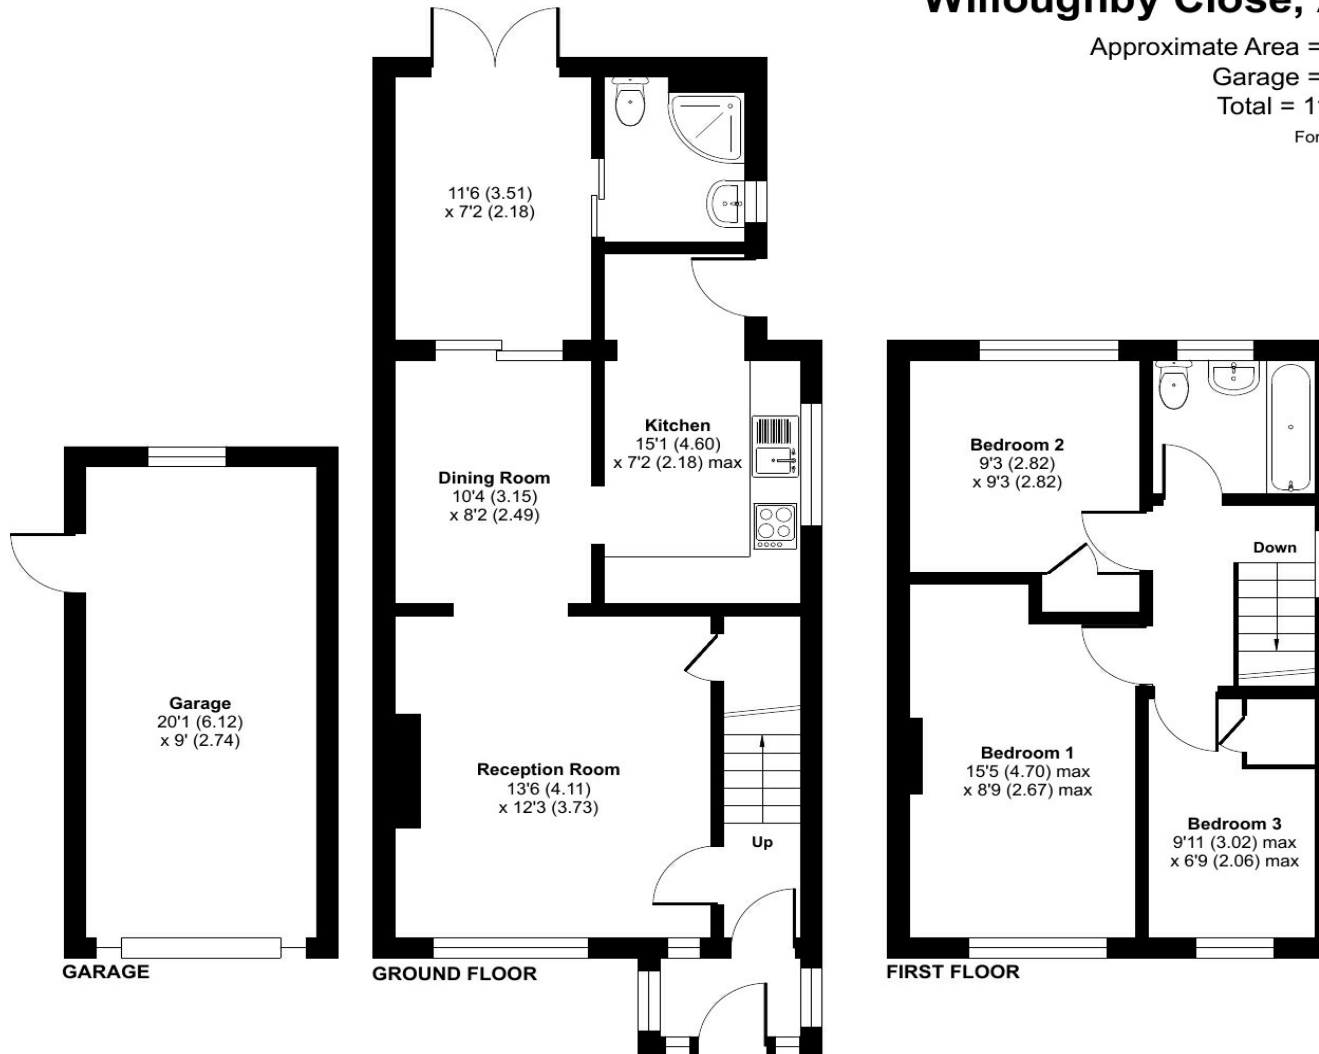 Willoughby Close,
Approximate Area =
Garage =
Total =
For
11'6 (3.51)
x 7'2 (2.18)
Kitchen
15'1 (4.60)
x 7'2 (2.18) max
Dining Room
10'4 (3.15)
x 8'2 (2.49)
Bedroom 2
9'3 (2.82)
x 9'3 (2.82)
Down
Garage
20'1 (6.12)
x 9' (2.74)
Reception Room
13'6 (4.11)
x 12'3 (3.73)
Up
Bedroom 1
15'5 (4.70) max
x 8'9 (2.67) max
Bedroom 3
9'11 (3.02) max
x 6'9 (2.06) max
GARAGE
GROUND FLOOR
FIRST FLOOR